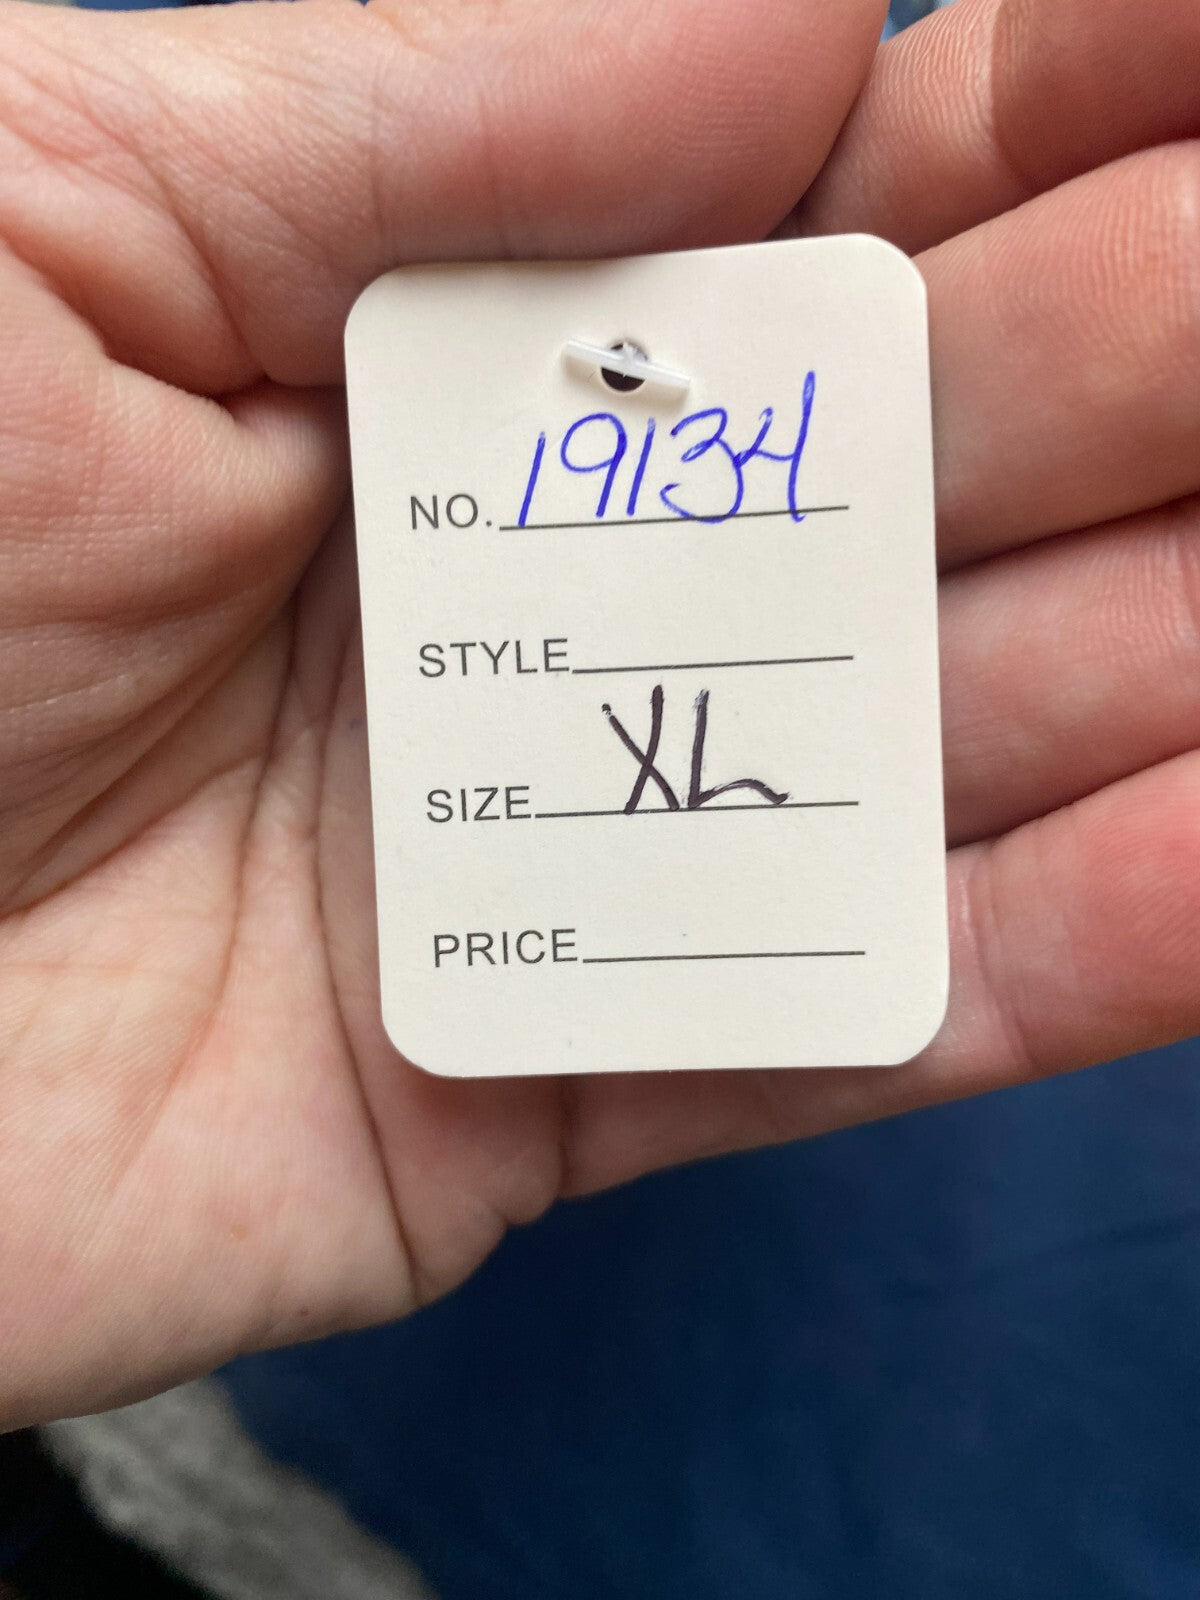 NO. 19134
STYLE
SIZE XL
PRICE